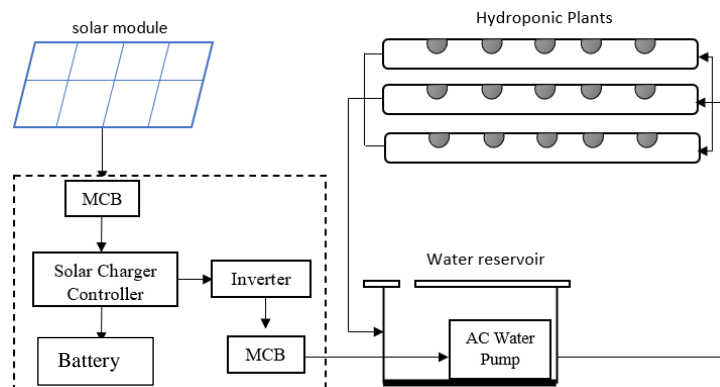 solar module
Hydroponic Plants
MCB
Solar Charger
Controller
Inverter
Battery
MCB
Water reservoir
AC Water
Pump